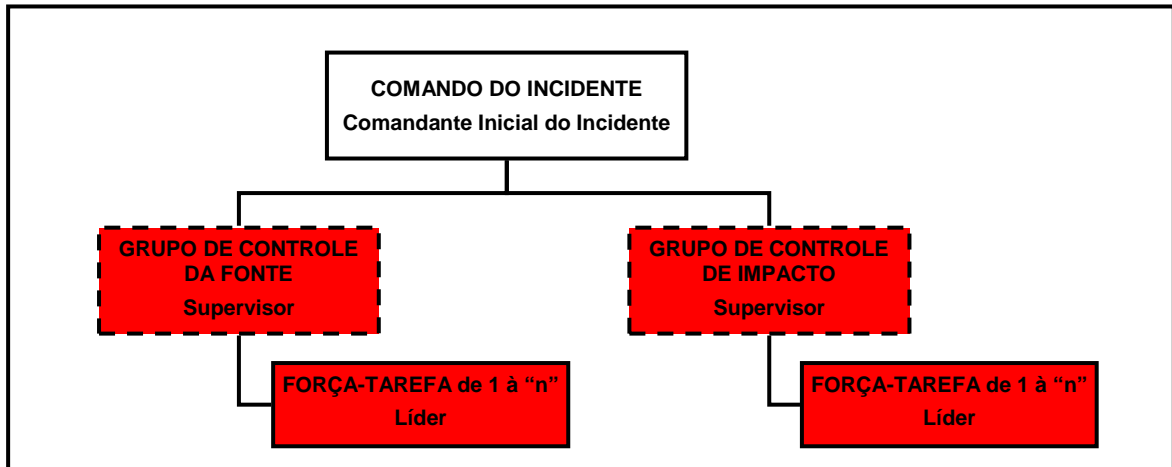 COMANDO DO INCIDENTE
Comandante Inicial do Incidente
GRUPO DE CONTROLE
DA FONTE
Supervisor
GRUPO DE CONTROLE
DE IMPACTO
Supervisor
FORÇA-TAREFA de 1 à “n”
Líder
FORÇA-TAREFA de 1 à “n”
Líder